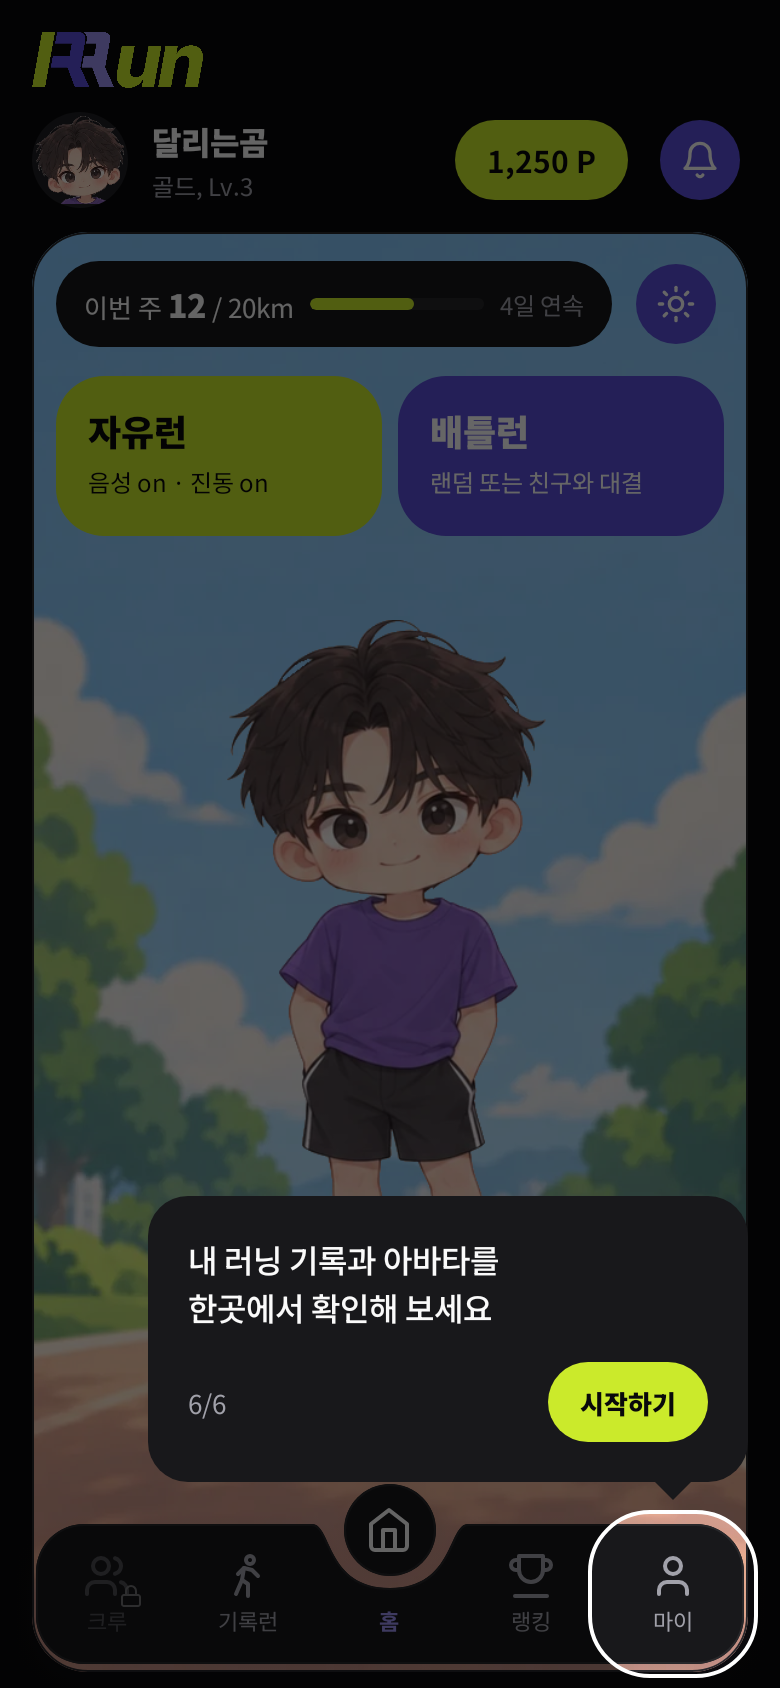 RRun
달리는곰
골드, Lv.3
1,250 P
이번 주 12 / 20km
4일 연속
자유런
음성 on · 진동 on
배틀런
랜덤 또는 친구와 대결
내 러닝 기록과 아바타를
한곳에서 확인해 보세요
6/6
시작하기
크루
기록런
홈
랭킹
마이